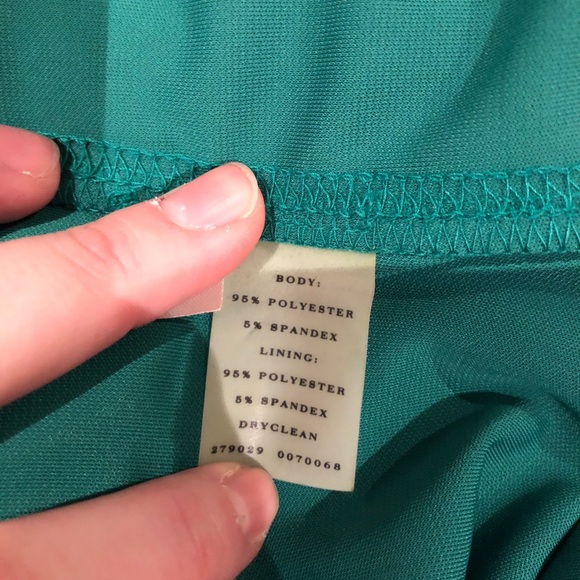 BODY:
95% POLYESTER
5% SPANDEX
LINING:
95% POLYESTER
5% SPANDEX
DRYCLEAN
279029 0070068